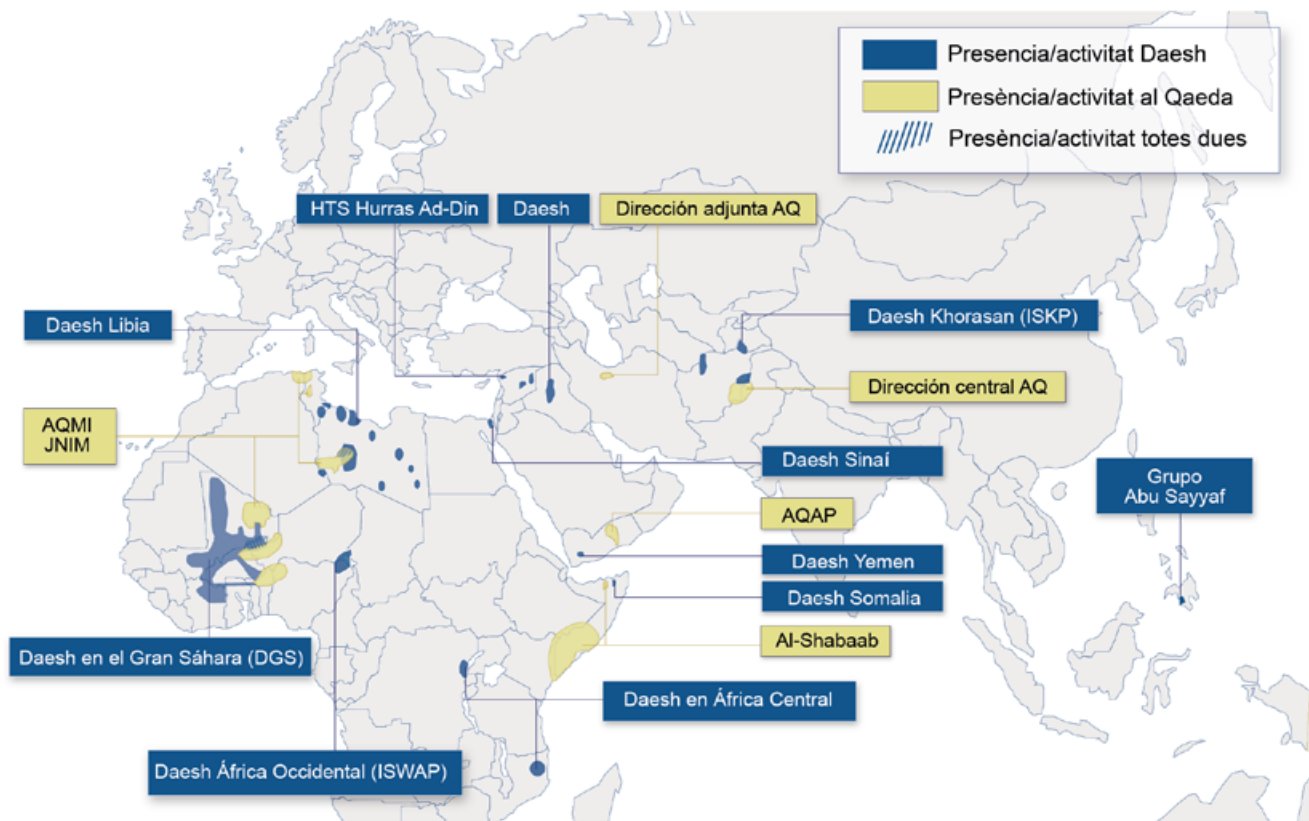 Presencia/activitat Daesh
Presència/activitat al Qaeda
Presència/activitat totes dues
HTS Hurras Ad-Din
Daesh
Dirección adjunta AQ
Daesh Libia
Daesh Khorasan (ISKP)
Dirección central AQ
AQMI
JNIM
Daesh Sinaí
Grupo
Abu Sayyaf
AQAP
Daesh Yemen
Daesh Somalia
Al-Shabaab
Daesh en el Gran Sáhara (DGS)
Daesh en África Central
Daesh África Occidental (ISWAP)